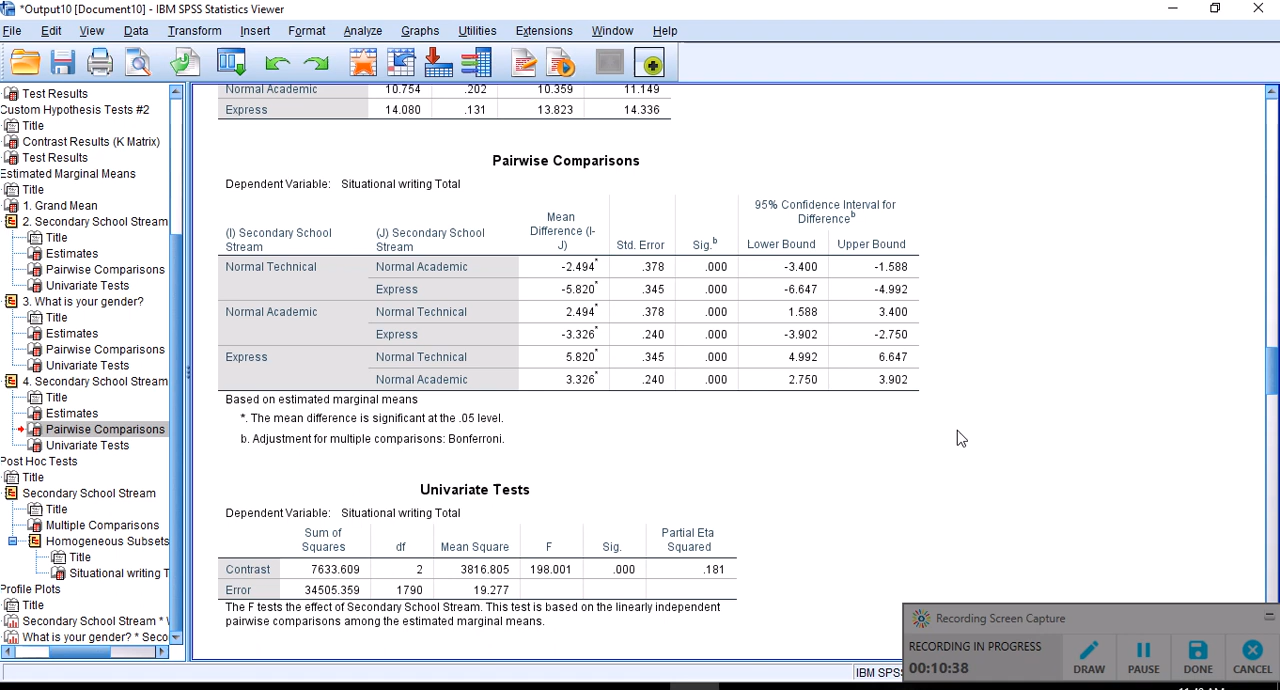 *Output10 [Document10] - IBM SPSS Statistics Viewer
File Edit View Data Transform Insert Format Analyze Graphs Utilities Extensions Window Help
Test Results
Custom Hypothesis Tests #2
Title
Contrast Results (K Matrix)
Test Results
Estimated Marginal Means
Title
1. Grand Mean
2. Secondary School Stream
Title
Estimates
Pairwise Comparisons
Univariate Tests
3. What is your gender?
Title
Estimates
Pairwise Comparisons
Univariate Tests
4. Secondary School Stream
Title
Estimates
Pairwise Comparisons
Univariate Tests
Post Hoc Tests
Title
Secondary School Stream
Title
Multiple Comparisons
Homogeneous Subsets
Title
Situational writing T
Profile Plots
Title
Secondary School Stream * W
What is your gender? * Seco
Normal Academic 10.754 .202 10.359 11.149
Express 14.080 .131 13.823 14.336
Pairwise Comparisons
Dependent Variable: Situational writing Total
95% Confidence Interval for
Difference b
(I) Secondary School Stream (J) Secondary School Stream Mean Difference (I-J) Std. Error Sig.b Lower Bound Upper Bound
Normal Technical Normal Academic -2.494* .378 .000 -3.400 -1.588
Express -5.820* .345 .000 -6.647 -4.992
Normal Academic Normal Technical 2.494* .378 .000 1.588 3.400
Express -3.326* .240 .000 -3.902 -2.750
Express Normal Technical 5.820* .345 .000 4.992 6.647
Normal Academic 3.326* .240 .000 2.750 3.902
Based on estimated marginal means
*. The mean difference is significant at the .05 level.
b. Adjustment for multiple comparisons: Bonferroni.
Univariate Tests
Dependent Variable: Situational writing Total
Sum of Squares df Mean Square F Sig. Partial Eta Squared
Contrast 7633.609 2 3816.805 198.001 .000 .181
Error 34505.359 1790 19.277
The F tests the effect of Secondary School Stream. This test is based on the linearly independent
pairwise comparisons among the estimated marginal means.
Recording Screen Capture
RECORDING IN PROGRESS
00:10:38
DRAW PAUSE DONE CANCEL
IBM SPS